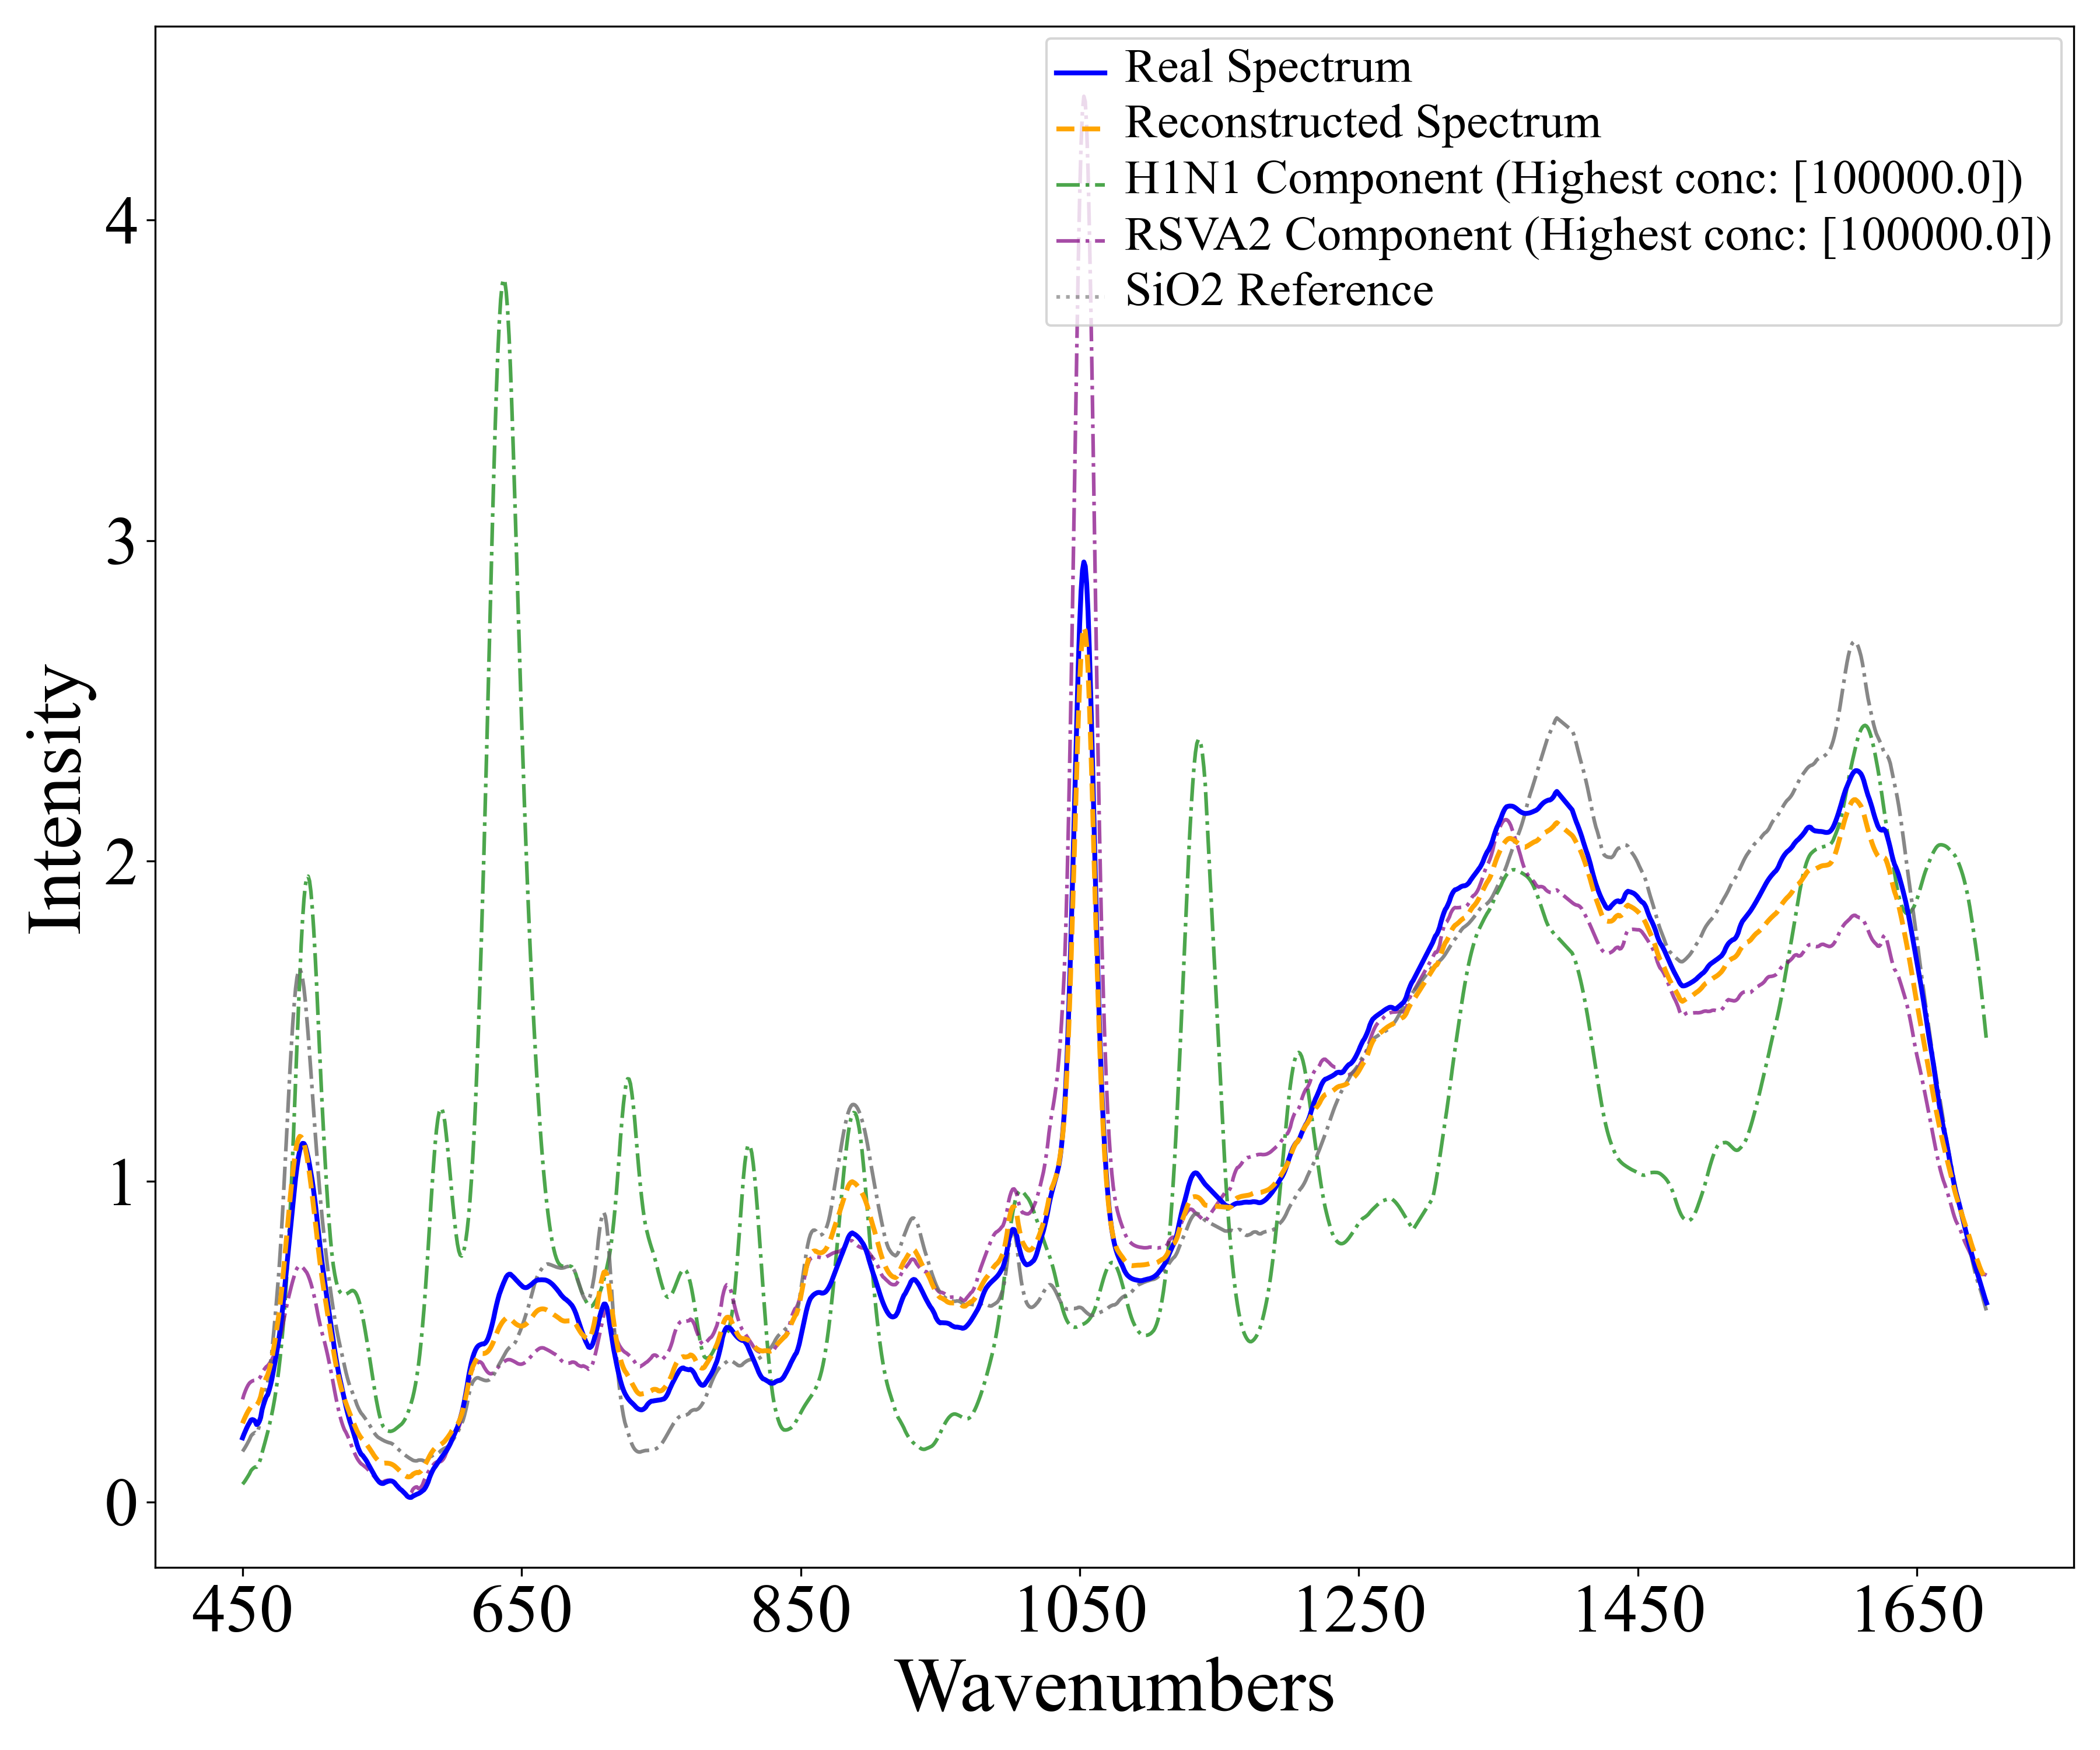 Real Spectrum
Reconstructed Spectrum
H1N1 Component (Highest conc: [100000.0])
RSVA2 Component (Highest conc: [100000.0])
SiO2 Reference
Intensity
4
3
2
1
0
450 650 850 1050 1250 1450 1650
Wavenumbers